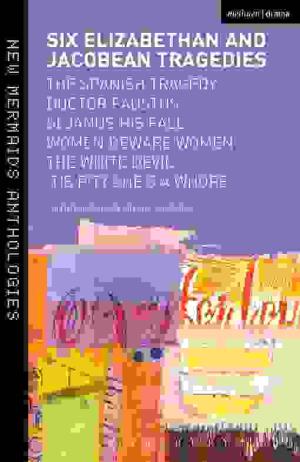 methuen | drama
SIX ELIZABETHAN AND
JACOBEAN TRAGEDIES
THE SPANISH TRAGEDY
DOCTOR FAUSTUS
SEJANUS HIS FALL
WOMEN BEWARE WOMEN
THE WHITE DEVIL
'TIS PITY SHE'S A WHORE
NEW MERMAIDS ANTHOLOGIES